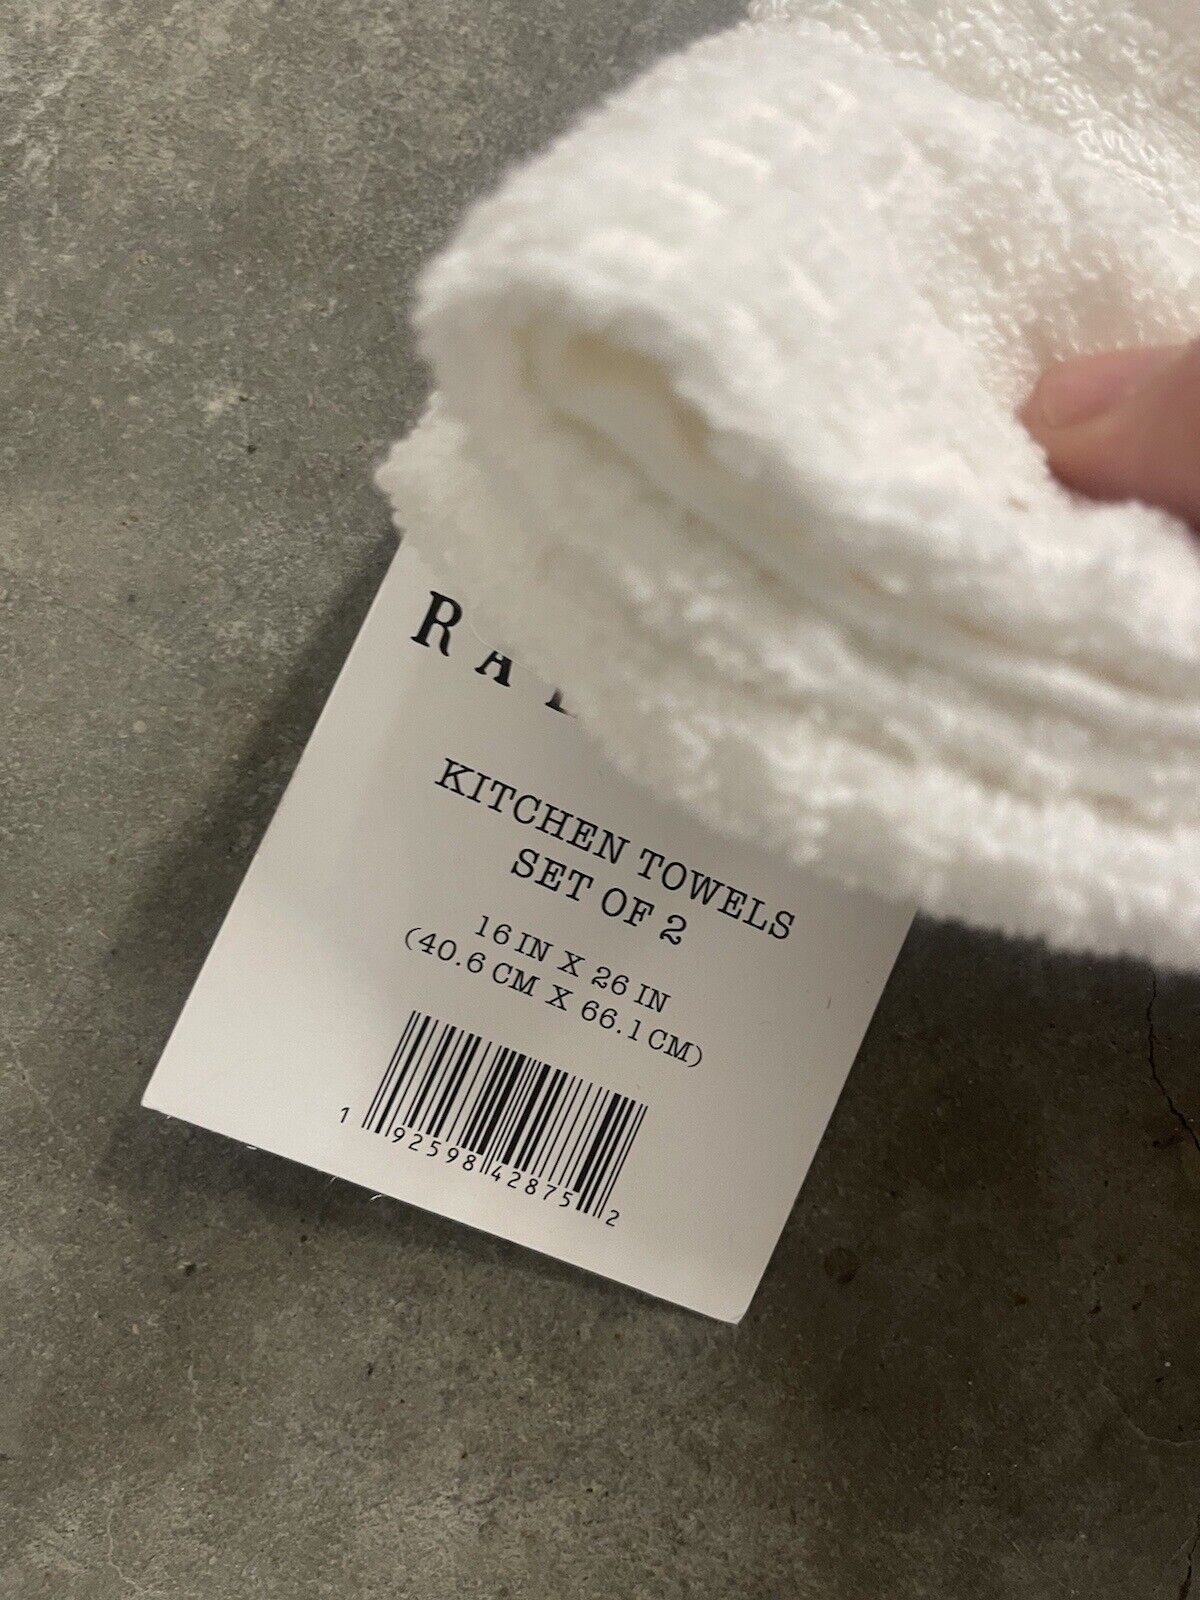 KITCHEN TOWELS
SET OF 2
16 IN X 26 IN
(40.6 CM X 66.1 CM)
1 92598 42875 2